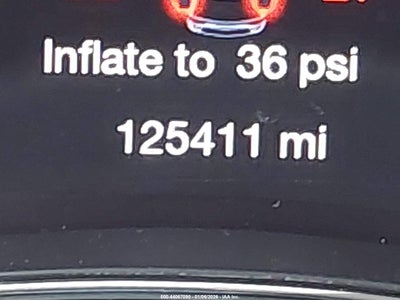 Inflate to 36 psi
125411 mi